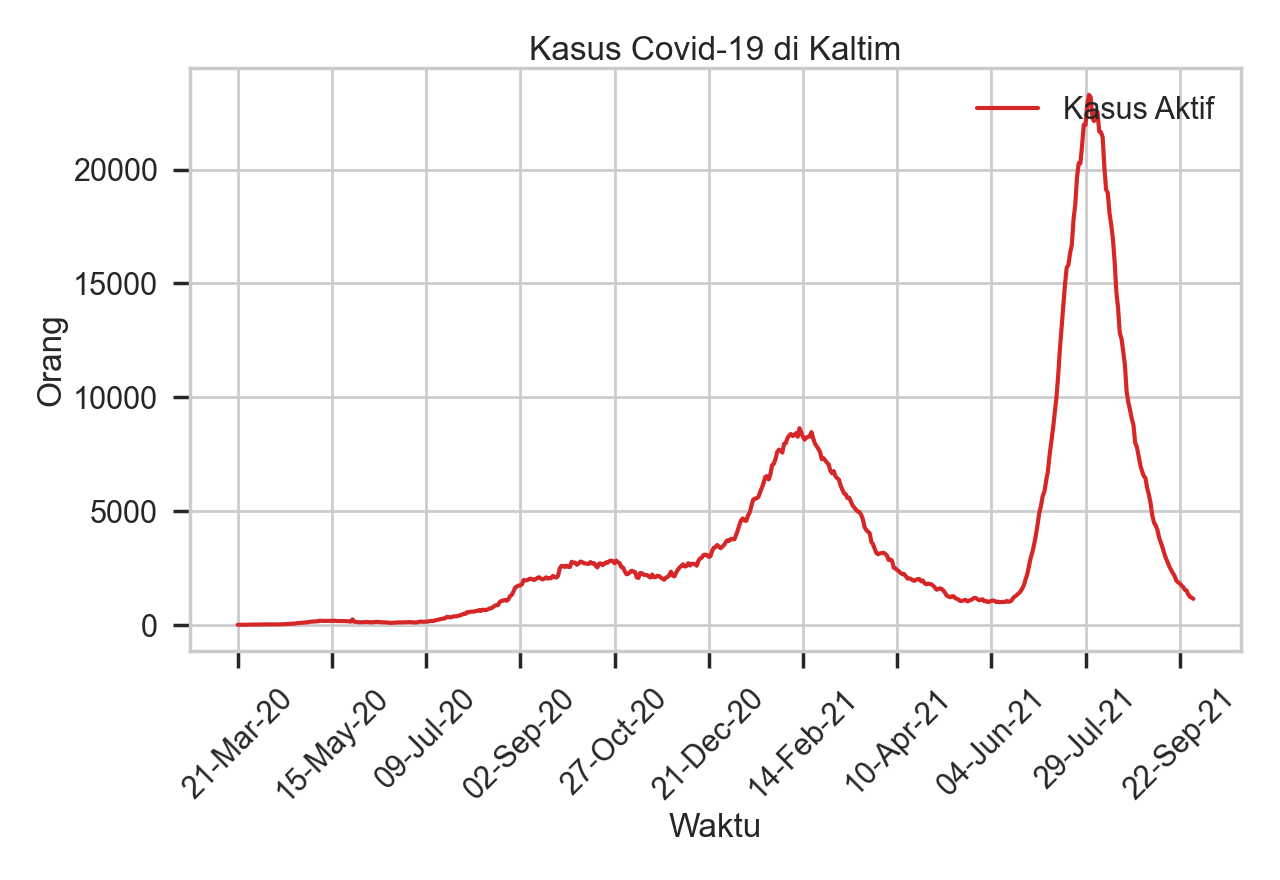 Kasus Covid-19 di Kaltim
Kasus Aktif
Orang
20000
15000
10000
5000
0
21-Mar-20
15-May-20
09-Jul-20
02-Sep-20
27-Oct-20
21-Dec-20
14-Feb-21
10-Apr-21
04-Jun-21
29-Jul-21
22-Sep-21
Waktu